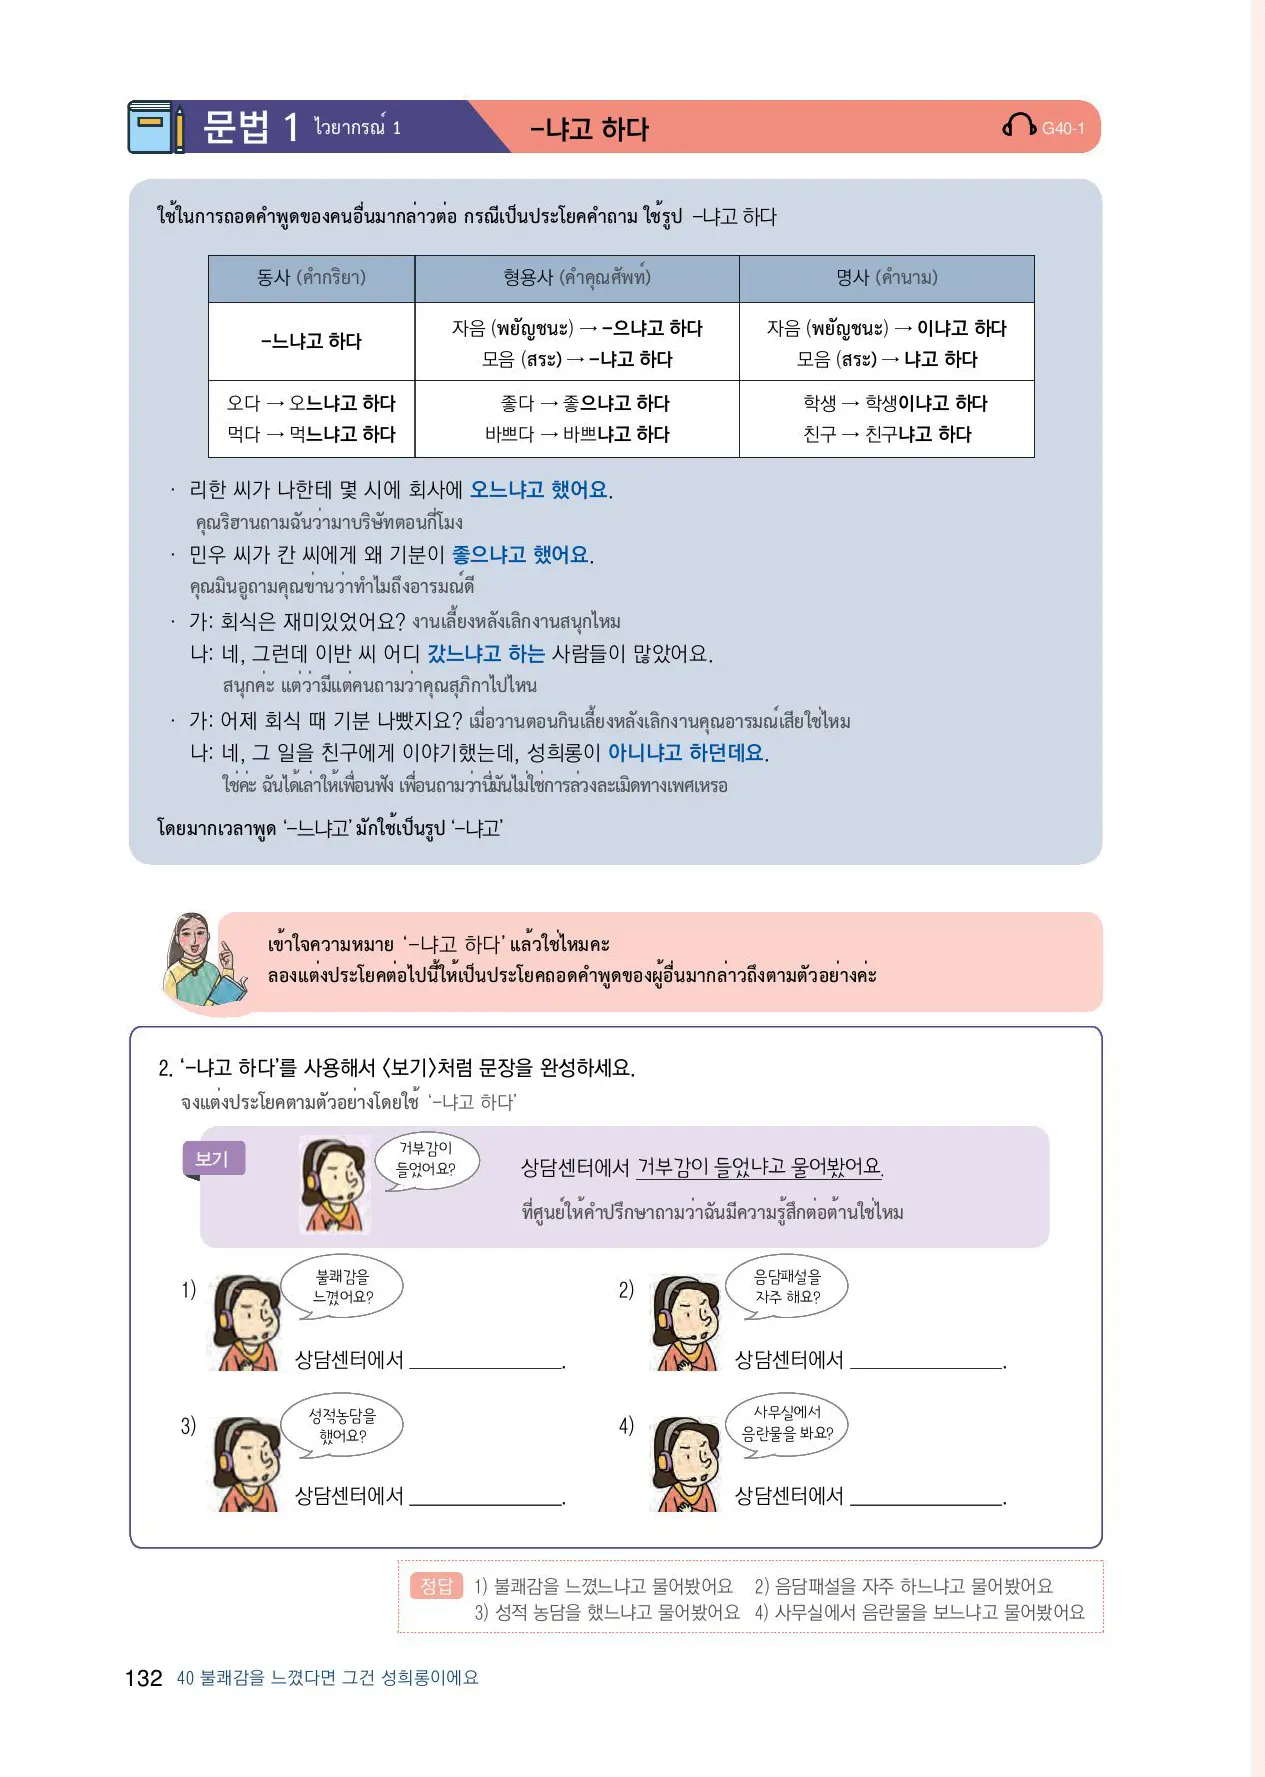 문법 1 ไวยากรณ์ 1 -냐고 하다 G40-1
ใช้ในการถอดคำพูดของคนอื่นมากล่าวต่อ กรณีเป็นประโยคคำถาม ใช้รูป -냐고 하다
동사 (คำกริยา) 형용사 (คำคุณศัพท์) 명사 (คำนาม)
-느냐고 하다
자음 (พยัญชนะ) → -으냐고 하다
모음 (สระ) → -냐고 하다
자음 (พยัญชนะ) → 이냐고 하다
모음 (สระ) → 냐고 하다
오다 → 오느냐고 하다
먹다 → 먹느냐고 하다
좋다 → 좋으냐고 하다
바쁘다 → 바쁘냐고 하다
학생 → 학생이냐고 하다
친구 → 친구냐고 하다
· 리한 씨가 나한테 몇 시에 회사에 오느냐고 했어요.
คุณริฮานถามฉันว่ามาบริษัทตอนกี่โมง
· 민우 씨가 칸 씨에게 왜 기분이 좋으냐고 했어요.
คุณมินอูถามคุณข่านว่าทำไมถึงอารมณ์ดี
· 가: 회식은 재미있었어요? งานเลี้ยงหลังเลิกงานสนุกไหม
나: 네, 그런데 이반 씨 어디 갔느냐고 하는 사람들이 많았어요.
สนุกค่ะ แต่ว่ามีแต่คนถามว่าคุณสุภิกาไปไหน
· 가: 어제 회식 때 기분 나빴지요? เมื่อวานตอนกินเลี้ยงหลังเลิกงานคุณอารมณ์เสียใช่ไหม
나: 네, 그 일을 친구에게 이야기했는데, 성희롱이 아니냐고 하던데요.
ใช่ค่ะ ฉันได้เล่าให้เพื่อนฟัง เพื่อนถามว่านี่มันไม่ใช่การล่วงละเมิดทางเพศเหรอ
โดยมากเวลาพูด ‘-느냐고’ มักใช้เป็นรูป ‘-냐고’
เข้าใจความหมาย ‘-냐고 하다’ แล้วใช่ไหมคะ
ลองแต่งประโยคต่อไปนี้ให้เป็นประโยคถอดคำพูดของผู้อื่นมากล่าวถึงตามตัวอย่างค่ะ
2. ‘-냐고 하다’를 사용해서 〈보기〉처럼 문장을 완성하세요.
จงแต่งประโยคตามตัวอย่างโดยใช้ ‘-냐고 하다’
보기
거부감이
들었어요?
상담센터에서 거부감이 들었냐고 물어봤어요.
ที่ศูนย์ให้คำปรึกษาถามว่าฉันมีความรู้สึกต่อต้านใช่ไหม
1)
불쾌감을
느꼈어요?
상담센터에서 ______________.
2)
음담패설을
자주 해요?
상담센터에서 ______________.
3)
성적농담을
했어요?
상담센터에서 ______________.
4)
사무실에서
음란물을 봐요?
상담센터에서 ______________.
정답 1) 불쾌감을 느꼈느냐고 물어봤어요 2) 음담패설을 자주 하느냐고 물어봤어요
3) 성적 농담을 했느냐고 물어봤어요 4) 사무실에서 음란물을 보느냐고 물어봤어요
132 40 불쾌감을 느꼈다면 그건 성희롱이에요